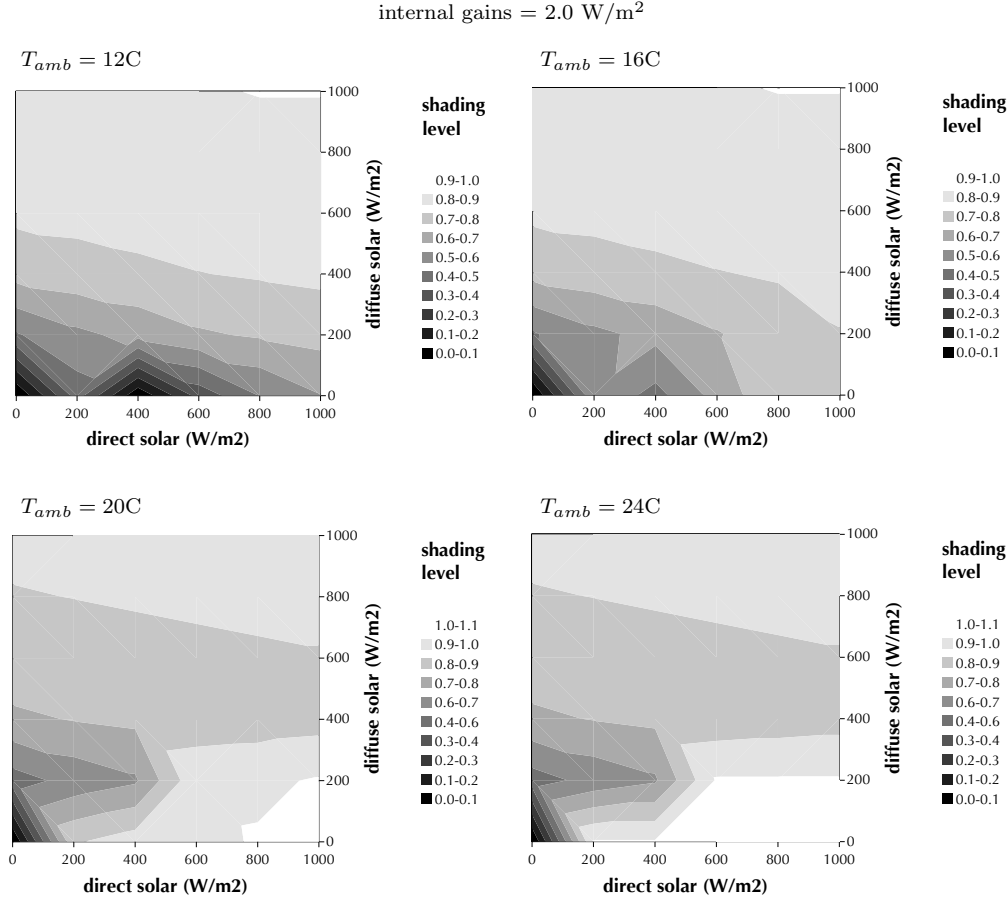 internal gains = 2.0 W/m²
T_amb = 12C
shading
level
0.9-1.0
0.8-0.9
0.7-0.8
0.6-0.7
0.5-0.6
0.4-0.5
0.3-0.4
0.2-0.3
0.1-0.2
0.0-0.1
1000
800
600
400
200
0
diffuse solar (W/m2)
0 200 400 600 800 1000
direct solar (W/m2)
T_amb = 16C
shading
level
0.9-1.0
0.8-0.9
0.7-0.8
0.6-0.7
0.5-0.6
0.4-0.5
0.3-0.4
0.2-0.3
0.1-0.2
0.0-0.1
1000
800
600
400
200
0
diffuse solar (W/m2)
0 200 400 600 800 1000
direct solar (W/m2)
T_amb = 20C
shading
level
1.0-1.1
0.9-1.0
0.8-0.9
0.7-0.8
0.6-0.7
0.4-0.6
0.3-0.4
0.2-0.3
0.1-0.2
0.0-0.1
1000
800
600
400
200
0
diffuse solar (W/m2)
0 200 400 600 800 1000
direct solar (W/m2)
T_amb = 24C
shading
level
1.0-1.1
0.9-1.0
0.8-0.9
0.7-0.8
0.6-0.7
0.4-0.6
0.3-0.4
0.2-0.3
0.1-0.2
0.0-0.1
1000
800
600
400
200
0
diffuse solar (W/m2)
0 200 400 600 800 1000
direct solar (W/m2)